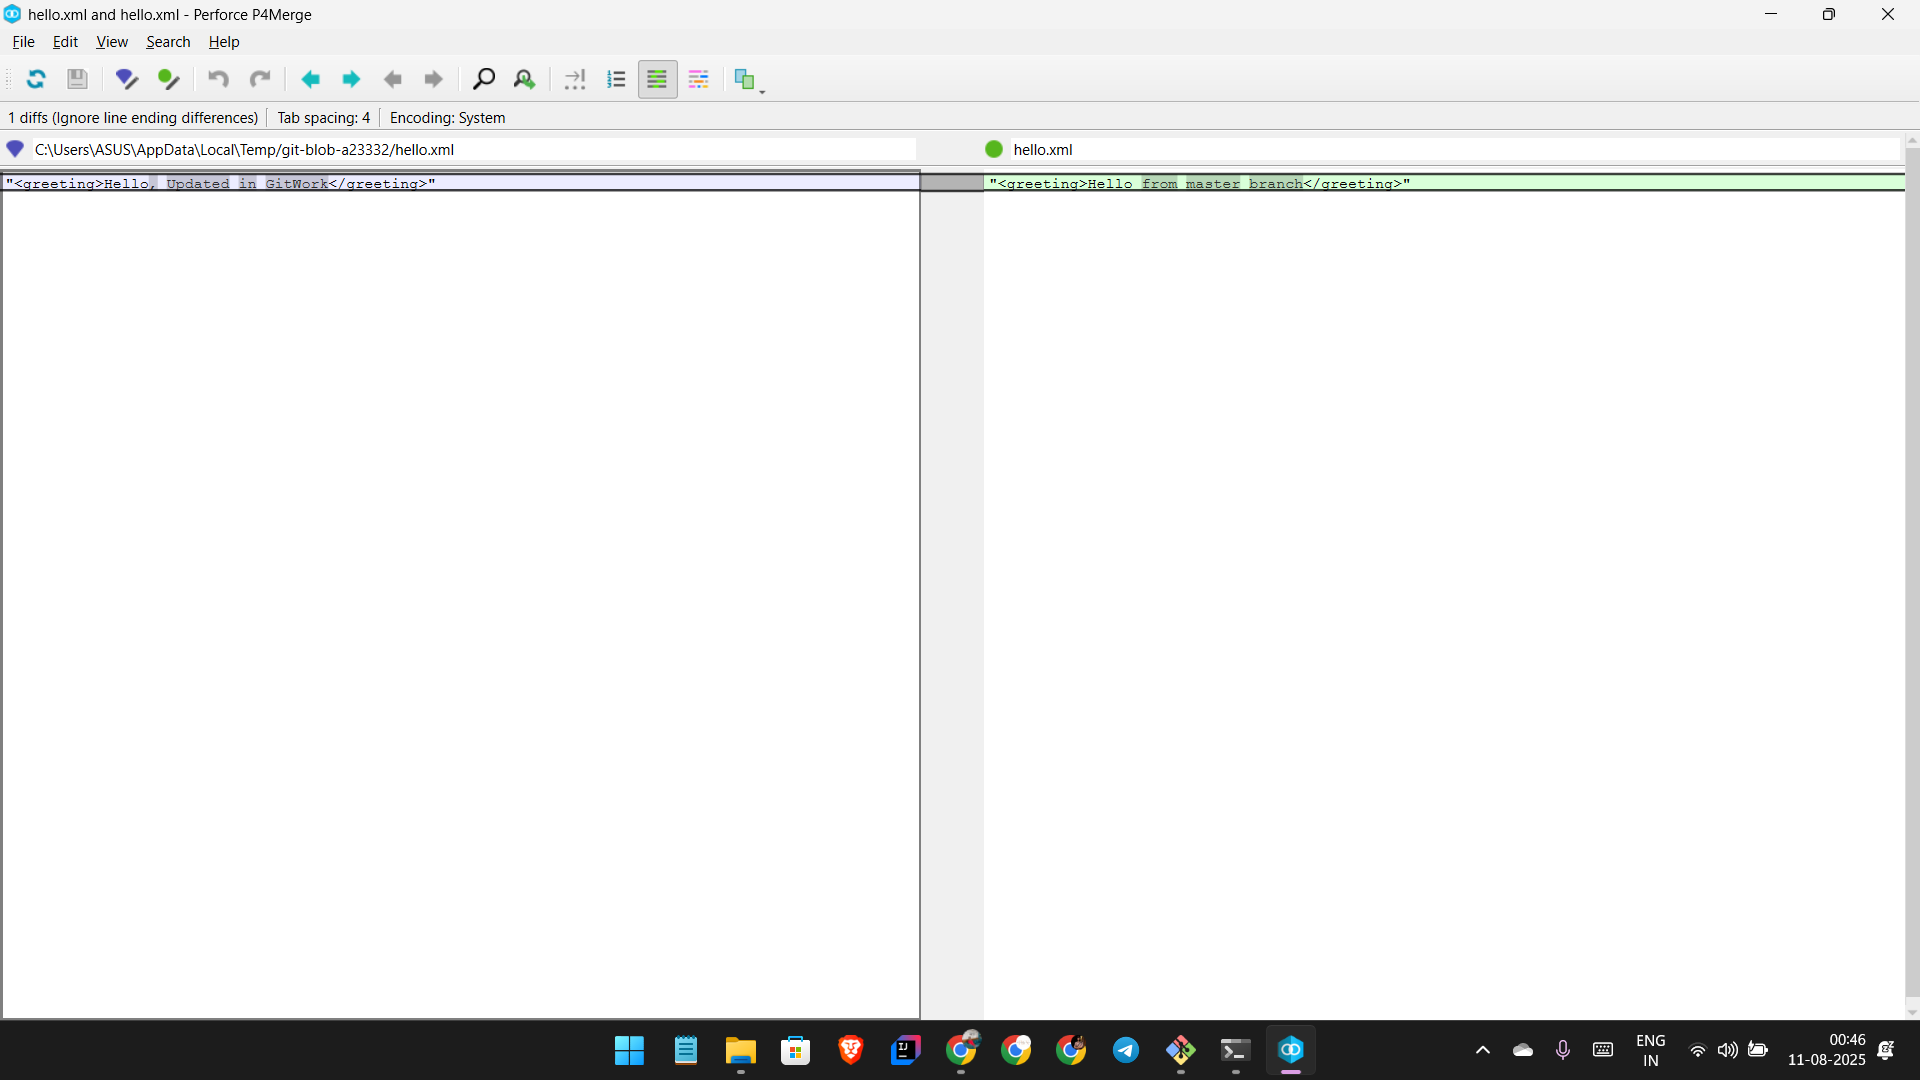 hello.xml and hello.xml - Perforce P4Merge
File Edit View Search Help
1 diffs (Ignore line ending differences) Tab spacing: 4 Encoding: System
C:\Users\ASUS\AppData\Local\Temp/git-blob-a23332/hello.xml
hello.xml
"<greeting>Hello, Updated in GitWork</greeting>"
"<greeting>Hello from master branch</greeting>"
ENG
IN
00:46
11-08-2025